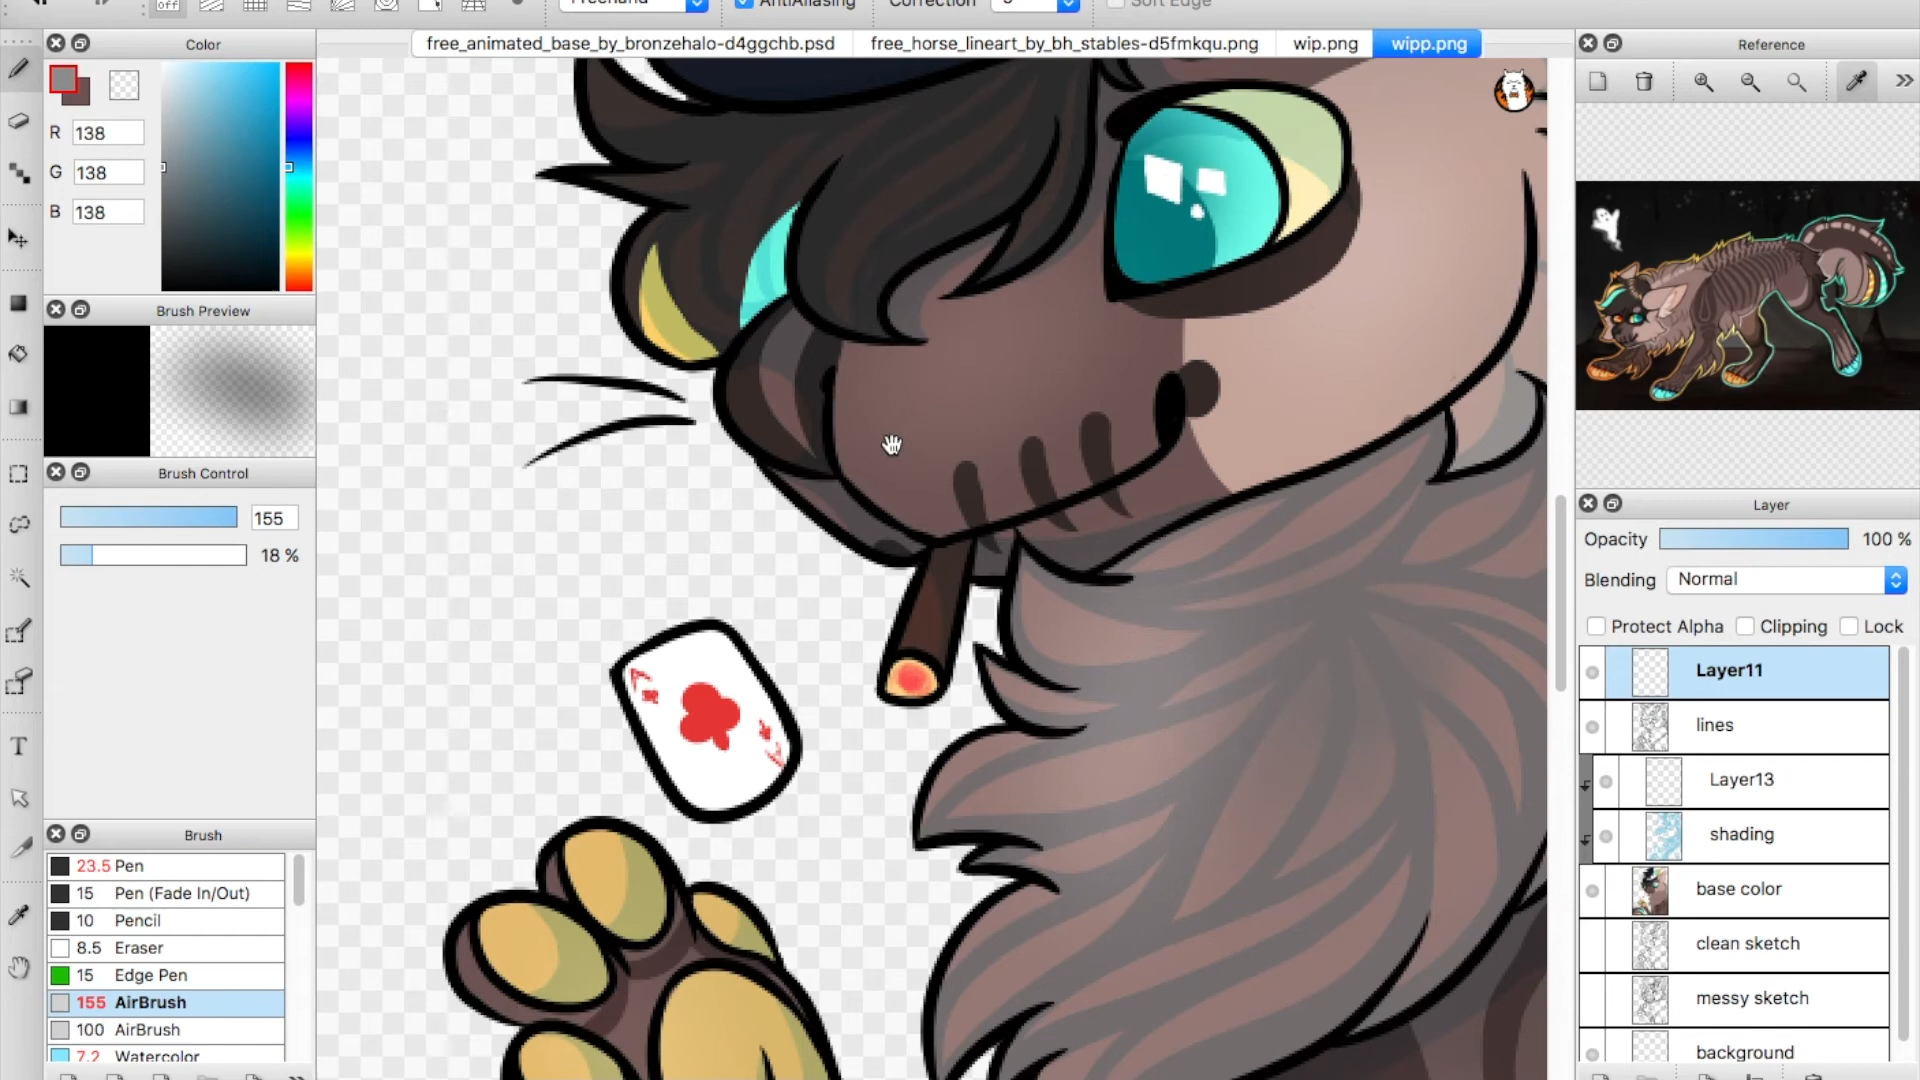 off
AntiAliasing
Correction
Soft Edge
free_animated_base_by_bronzehalo-d4ggchb.psd
free_horse_lineart_by_bh_stables-d5fmkqu.png
wip.png
wipp.png
Color
R 138
G 138
B 138
Brush Preview
Brush Control
155
18 %
Brush
23.5 Pen
15 Pen (Fade In/Out)
10 Pencil
8.5 Eraser
15 Edge Pen
155 AirBrush
100 AirBrush
7.2 Watercolor
T
Reference
Layer
Opacity 100 %
Blending Normal
Protect Alpha Clipping Lock
Layer11
lines
Layer13
shading
base color
clean sketch
messy sketch
background